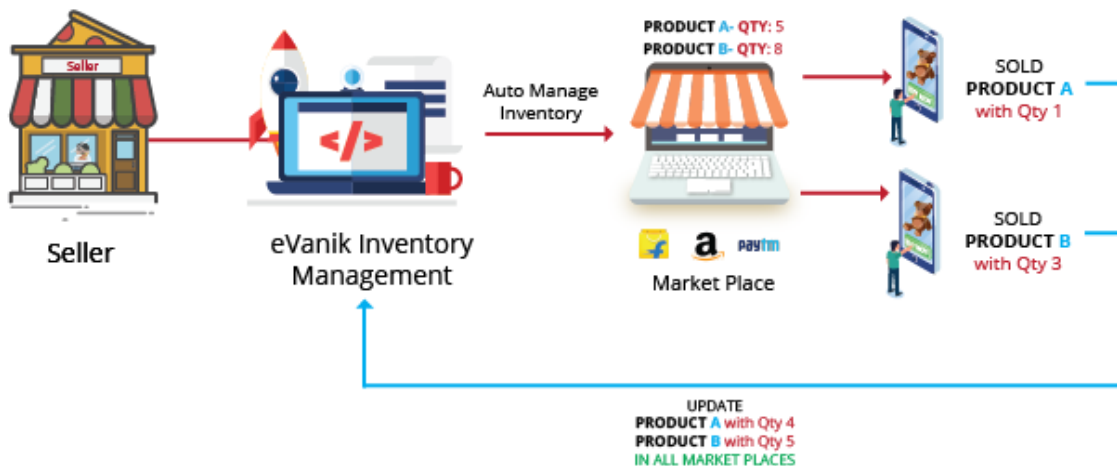 Seller
Seller
</>
eVanik Inventory
Management
Auto Manage
Inventory
PRODUCT A- QTY: 5
PRODUCT B- QTY: 8
f
a
paytm
Market Place
SOLD
PRODUCT A
with Qty 1
SOLD
PRODUCT B
with Qty 3
UPDATE
PRODUCT A with Qty 4
PRODUCT B with Qty 5
IN ALL MARKET PLACES